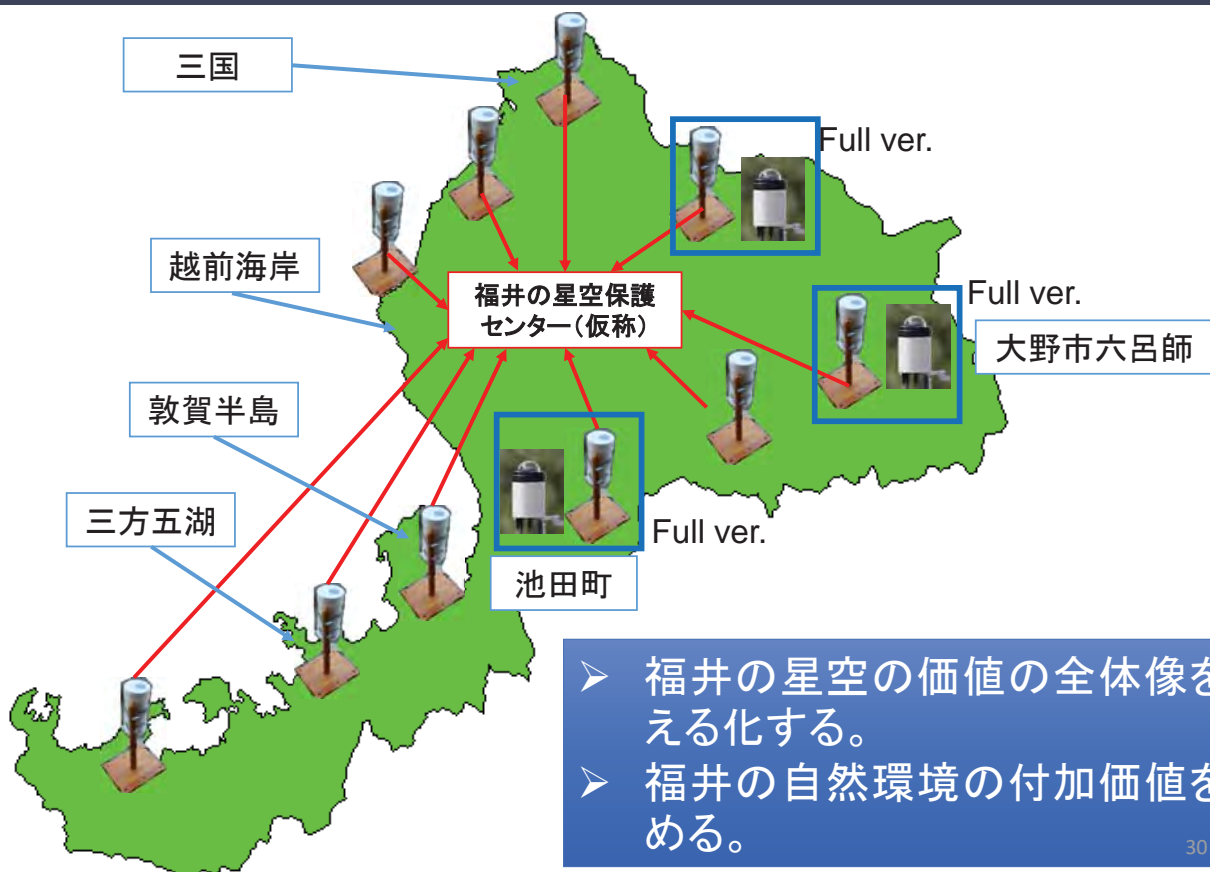 三国
Full ver.
越前海岸
福井の星空保護
センター（仮称）
Full ver.
大野市六呂師
敦賀半島
三方五湖
Full ver.
池田町
➢ 福井の星空の価値の全体像を
える化する。
➢ 福井の自然環境の付加価値を
める。
30